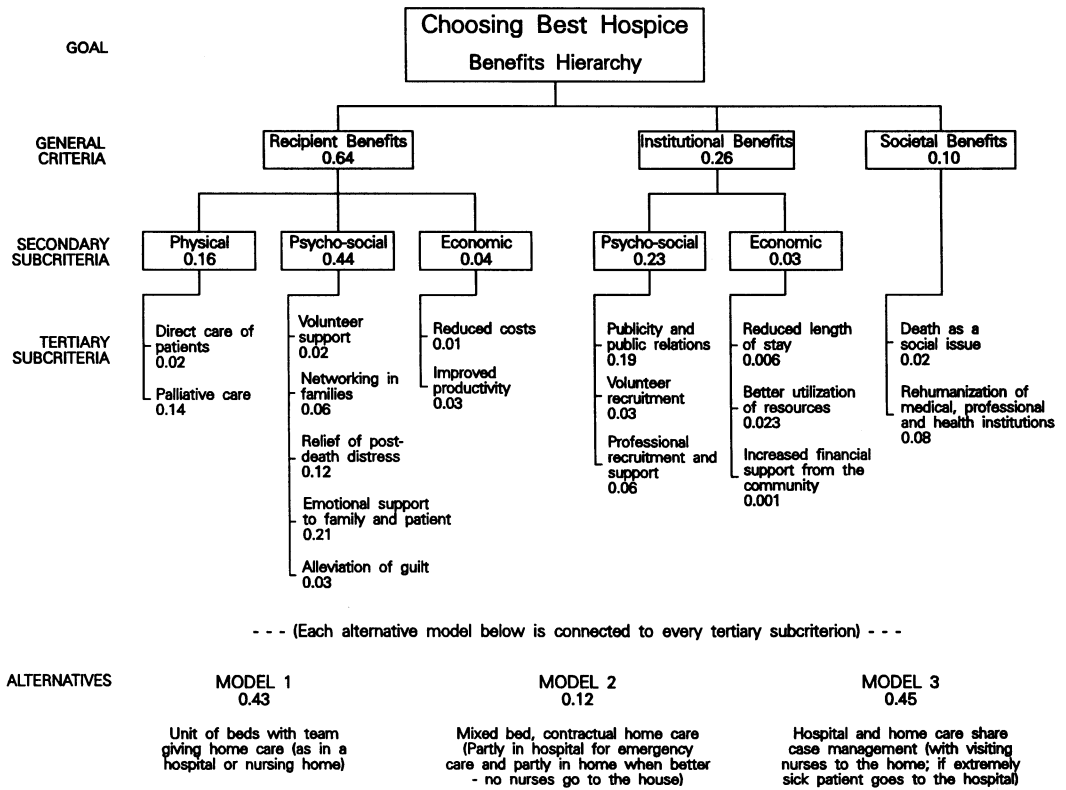 GOAL
Choosing Best Hospice
Benefits Hierarchy
GENERAL
CRITERIA
Recipient Benefits
0.64
Institutional Benefits
0.26
Societal Benefits
0.10
SECONDARY
SUBCRITERIA
Physical
0.16
Psycho-social
0.44
Economic
0.04
Psycho-social
0.23
Economic
0.03
TERTIARY
SUBCRITERIA
Direct care of
patients
0.02
Palliative care
0.14
Volunteer
support
0.02
Networking in
families
0.06
Relief of post-
death distress
0.12
Emotional support
to family and patient
0.21
Alleviation of guilt
0.03
Reduced costs
0.01
Improved
productivity
0.03
Publicity and
public relations
0.19
Volunteer
recruitment
0.03
Professional
recruitment and
support
0.06
Reduced length
of stay
0.006
Better utilization
of resources
0.023
Increased financial
support from the
community
0.001
Death as a
social issue
0.02
Rehumanization of
medical, professional
and health institutions
0.08
- - - (Each alternative model below is connected to every tertiary subcriterion) - - -
ALTERNATIVES
MODEL 1
0.43
Unit of beds with team
giving home care (as in a
hospital or nursing home)
MODEL 2
0.12
Mixed bed, contractual home care
(Partly in hospital for emergency
care and partly in home when better
- no nurses go to the house)
MODEL 3
0.45
Hospital and home care share
case management (with visiting
nurses to the home; if extremely
sick patient goes to the hospital)